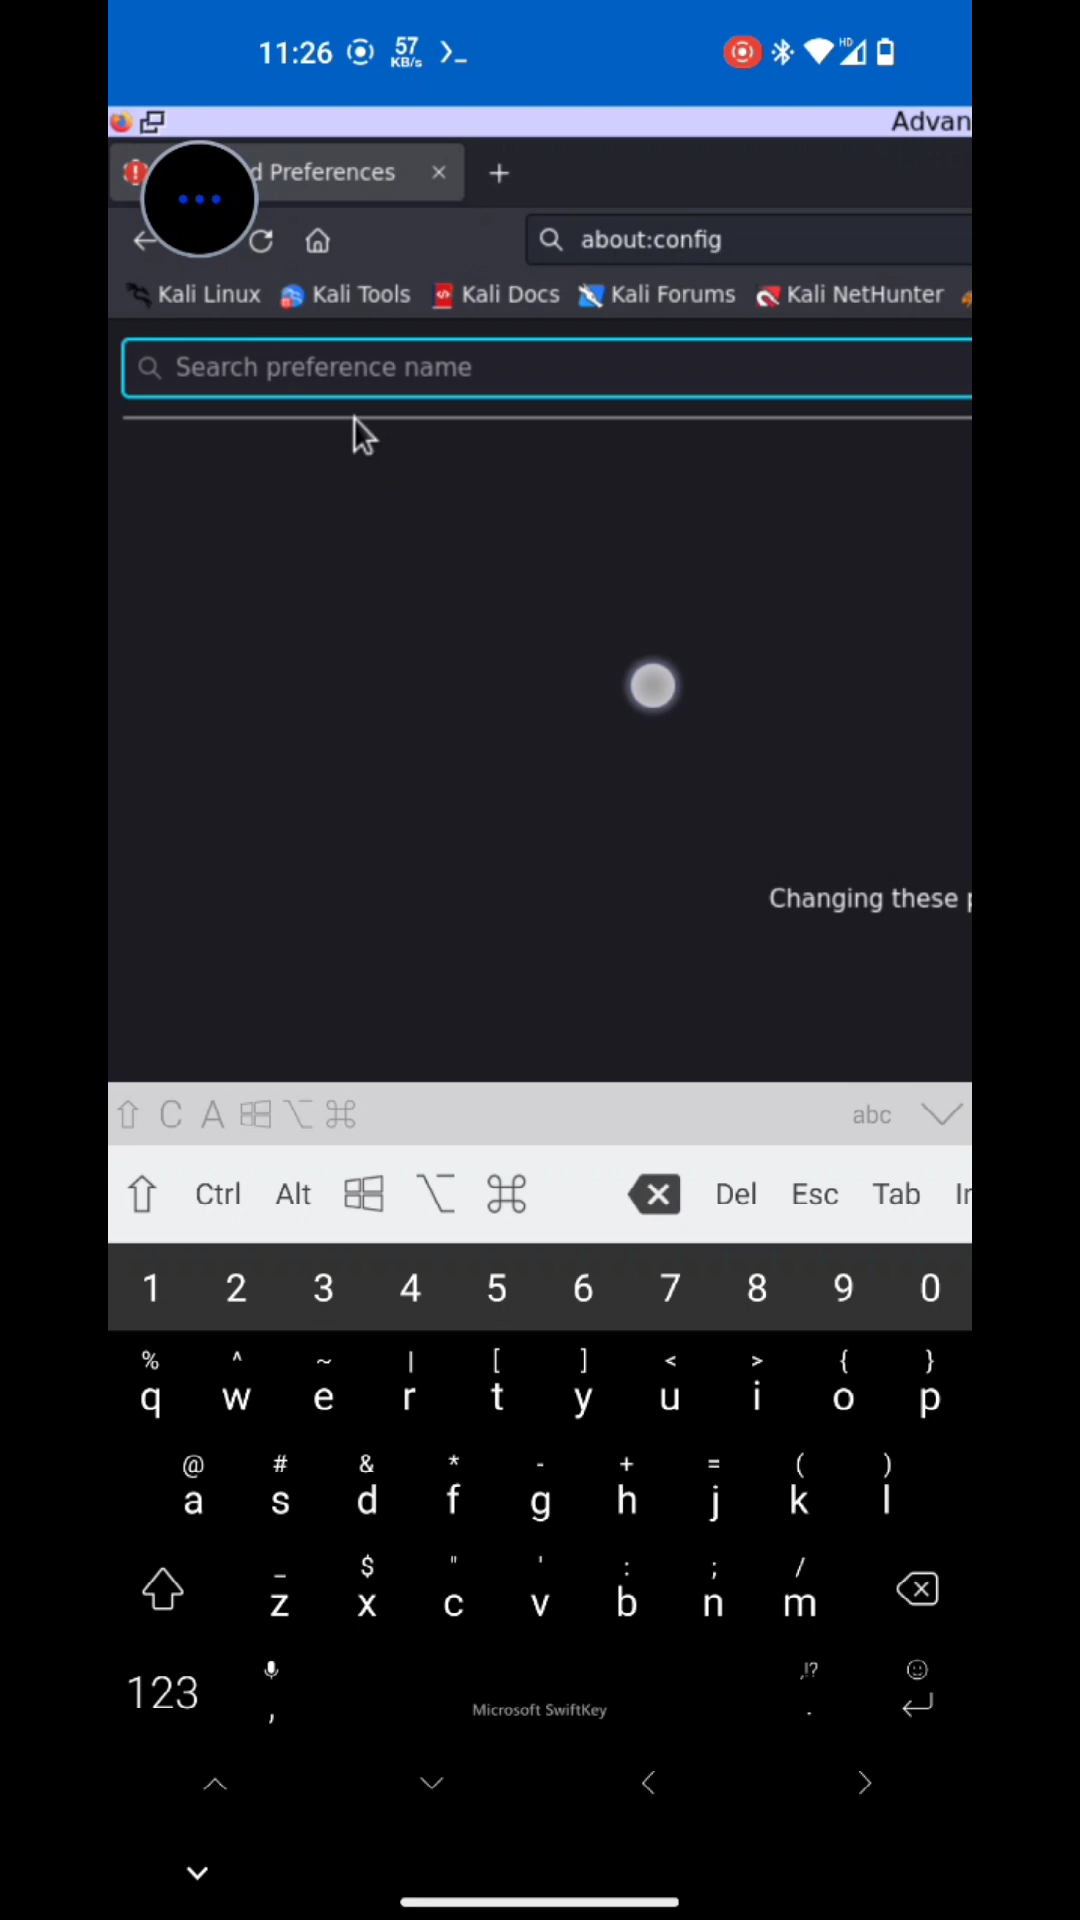 11:26 57 KB/s HD
Advan
d Preferences
about:config
Kali Linux Kali Tools Kali Docs Kali Forums Kali NetHunter
Search preference name
Changing these
C A abc
Ctrl Alt Del Esc Tab
1 2 3 4 5 6 7 8 9 0
% ^ ~ | [ ] < > { }
q w e r t y u i o p
@ # & * - + = ( )
a s d f g h j k l
_ $ " ' : ; /
z x c v b n m
123 , Microsoft SwiftKey ,!? .